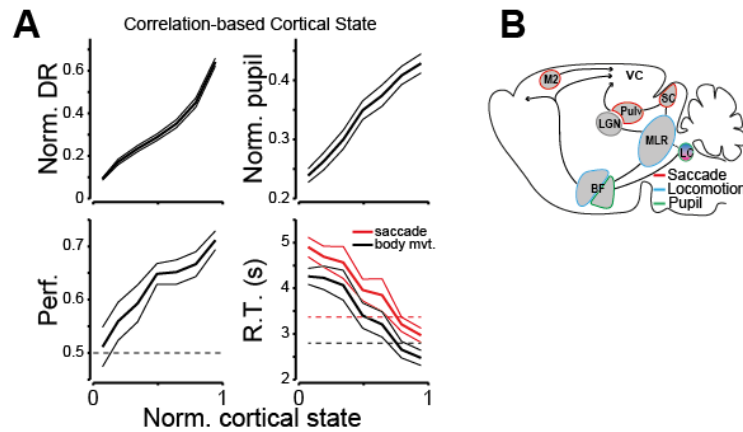 A
Correlation-based Cortical State
Norm. DR
0.6
0.4
0.2
0
Norm. pupil
0.4
0.3
0.2
Perf.
0.7
0.6
0.5
0
1
R.T. (s)
saccade
body mvt.
5
4
3
2
0
1
Norm. cortical state
B
M2
VC
SC
Pulv
LGN
MLR
LC
BF
Saccade
Locomotion
Pupil